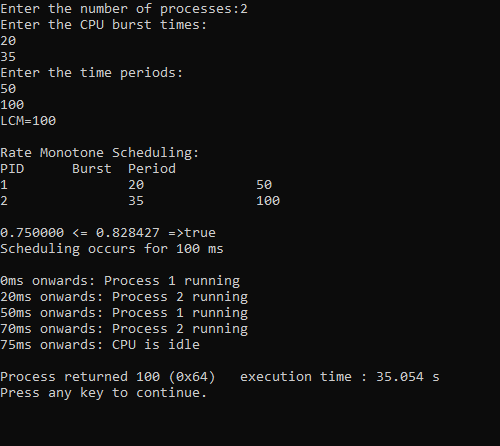 Enter the number of processes:2
Enter the CPU burst times:
20
35
Enter the time periods:
50
100
LCM=100
Rate Monotone Scheduling:
PID Burst Period
1 20 50
2 35 100
0.750000 <= 0.828427 =>true
Scheduling occurs for 100 ms
0ms onwards: Process 1 running
20ms onwards: Process 2 running
50ms onwards: Process 1 running
70ms onwards: Process 2 running
75ms onwards: CPU is idle
Process returned 100 (0x64) execution time : 35.054 s
Press any key to continue.